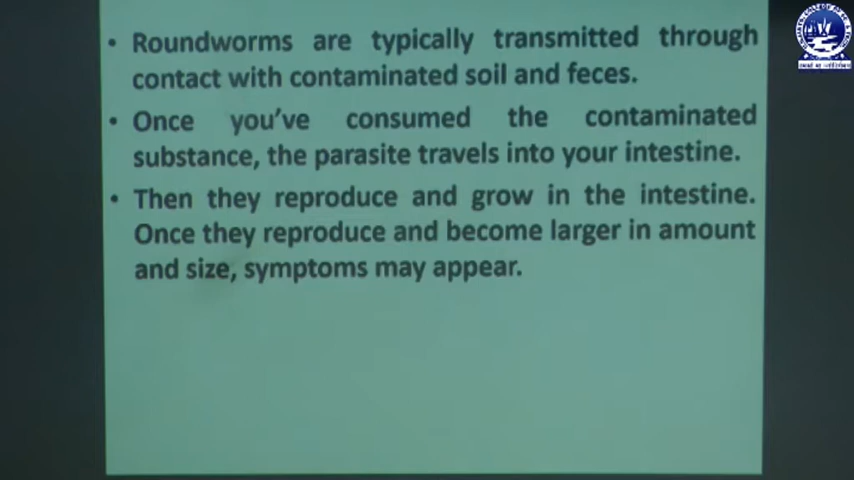 • Roundworms are typically transmitted through
contact with contaminated soil and feces.
• Once you've consumed the contaminated
substance, the parasite travels into your intestine.
• Then they reproduce and grow in the intestine.
Once they reproduce and become larger in amount
and size, symptoms may appear.